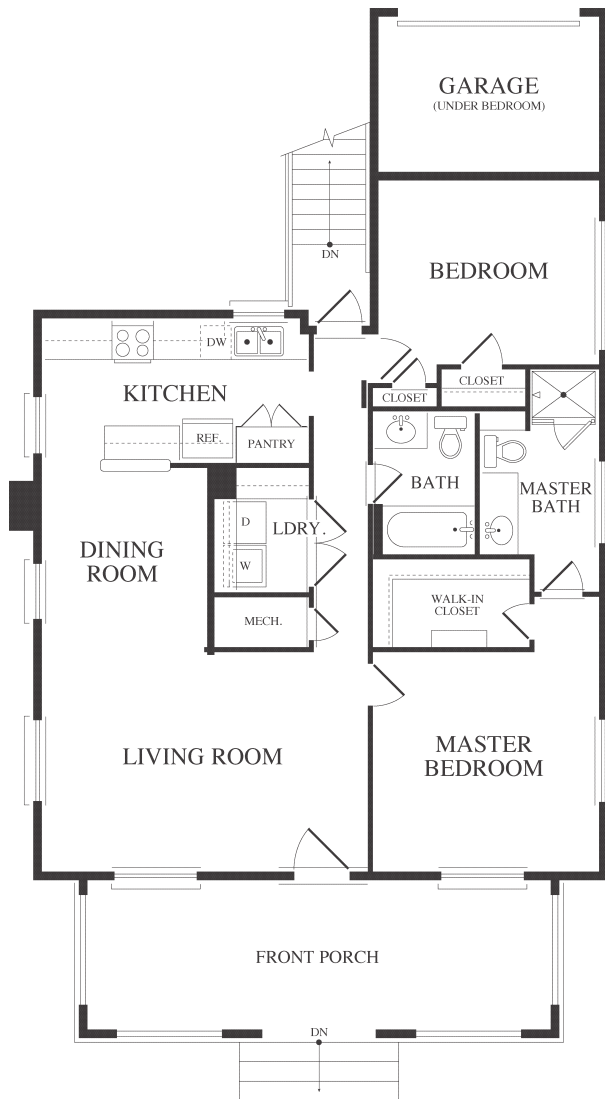 GARAGE
(UNDER BEDROOM)
DN
BEDROOM
DW
KITCHEN
CLOSET
CLOSET
REF.
PANTRY
BATH
MASTER
BATH
D
LDRY.
W
DINING
ROOM
WALK-IN
CLOSET
MECH.
LIVING ROOM
MASTER
BEDROOM
FRONT PORCH
DN